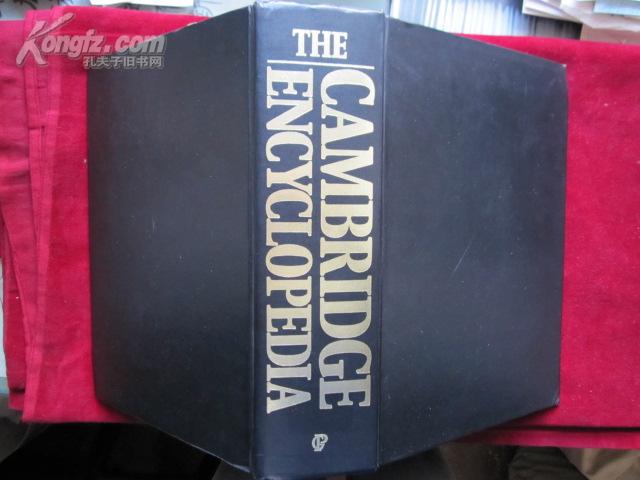 Kongfz.com
孔夫子旧书网
THE
CAMBRIDGE
ENCYCLOPEDIA